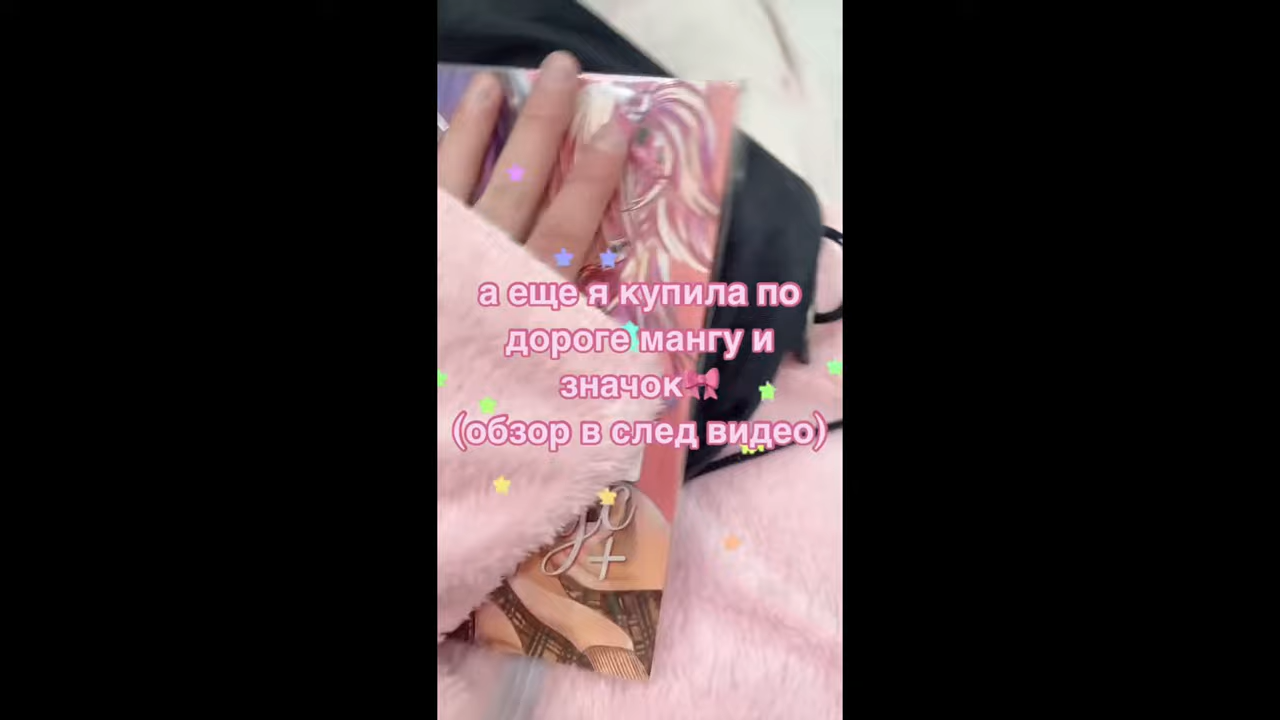 а еще я купила по
дороге мангу и
значок🎀
(обзор в след видео)
+